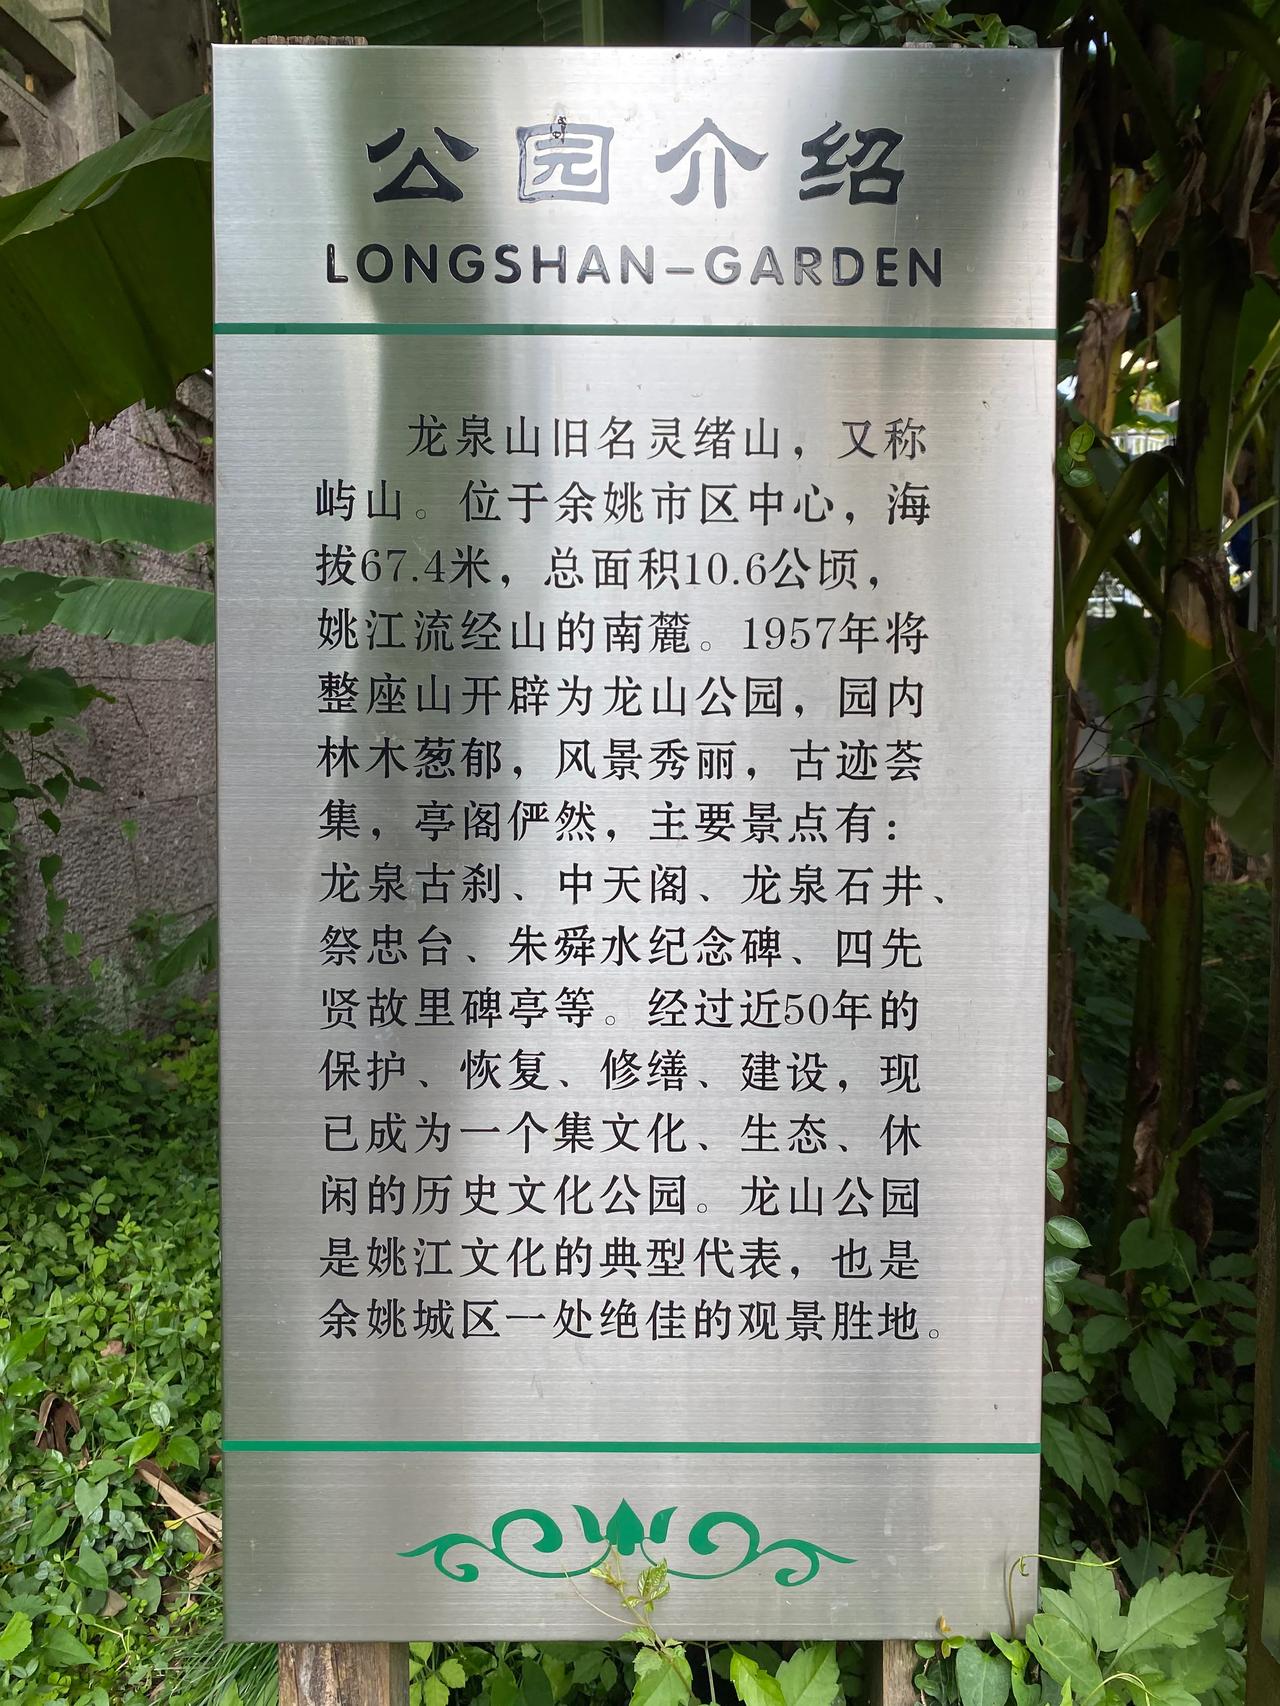 公园介绍
LONGSHAN-GARDEN
龙泉山旧名灵绪山，又称
屿山。位于余姚市区中心，海
拔67.4米，总面积10.6公顷，
姚江流经山的南麓。1957年将
整座山开辟为龙山公园，园内
林木葱郁，风景秀丽，古迹荟
集，亭阁俨然，主要景点有：
龙泉古刹、中天阁、龙泉石井、
祭忠台、朱舜水纪念碑、四先
贤故里碑亭等。经过近50年的
保护、恢复、修缮、建设，现
已成为一个集文化、生态、休
闲的历史文化公园。龙山公园
是姚江文化的典型代表，也是
余姚城区一处绝佳的观景胜地。